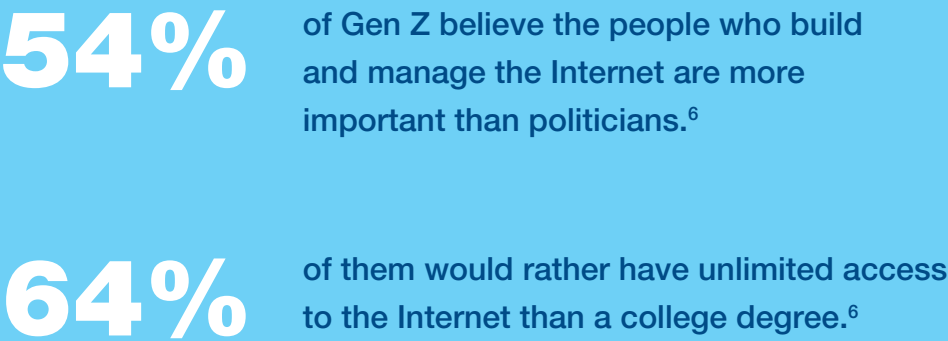 54%
of Gen Z believe the people who build
and manage the Internet are more
important than politicians.⁶
64%
of them would rather have unlimited access
to the Internet than a college degree.⁶